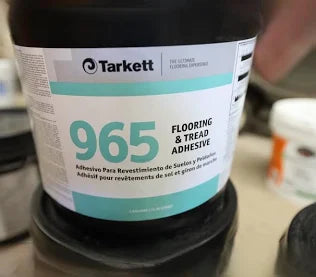 Tarkett
THE ULTIMATE
FLOORING EXPERIENCE
965
FLOORING
& TREAD
ADHESIVE
Adhesivo Para Revestimiento de Suelos y Peldaños
Adhésif pour revêtements de sol et giron de marche